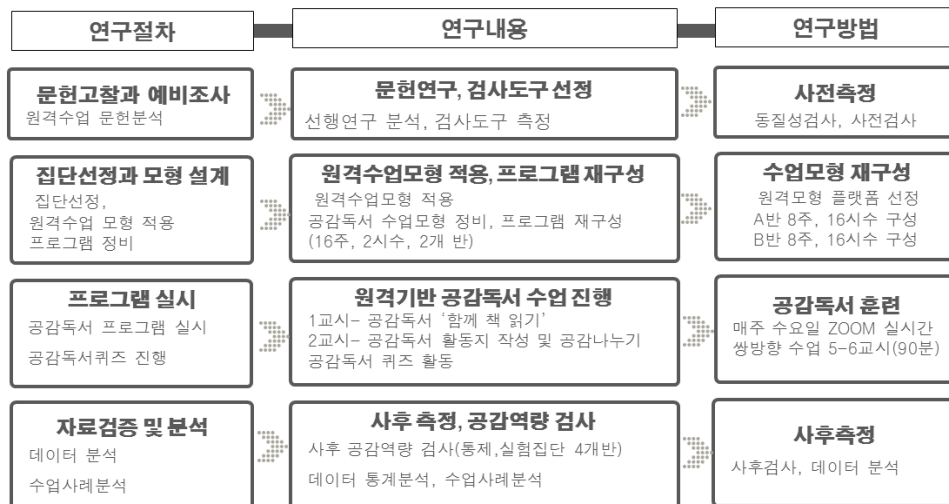 연구절차
연구내용
연구방법
문헌고찰과 예비조사
원격수업 문헌분석
문헌연구, 검사도구 선정
선행연구 분석, 검사도구 측정
사전측정
동질성검사, 사전검사
집단선정과 모형 설계
집단선정,
원격수업 모형 적용
프로그램 정비
원격수업모형 적용, 프로그램 재구성
원격수업모형 적용
공감독서 수업모형 정비, 프로그램 재구성
(16주, 2시수, 2개 반)
수업모형 재구성
원격모형 플랫폼 선정
A반 8주, 16시수 구성
B반 8주, 16시수 구성
프로그램 실시
공감독서 프로그램 실시
공감독서퀴즈 진행
원격기반 공감독서 수업 진행
1교시- 공감독서 ‘함께 책 읽기’
2교시- 공감독서 활동지 작성 및 공감나누기
공감독서 퀴즈 활동
공감독서 훈련
매주 수요일 ZOOM 실시간
쌍방향 수업 5-6교시(90분)
자료검증 및 분석
데이터 분석
수업사례분석
사후 측정, 공감역량 검사
사후 공감역량 검사(통제,실험집단 4개반)
데이터 통계분석, 수업사례분석
사후측정
사후검사, 데이터 분석